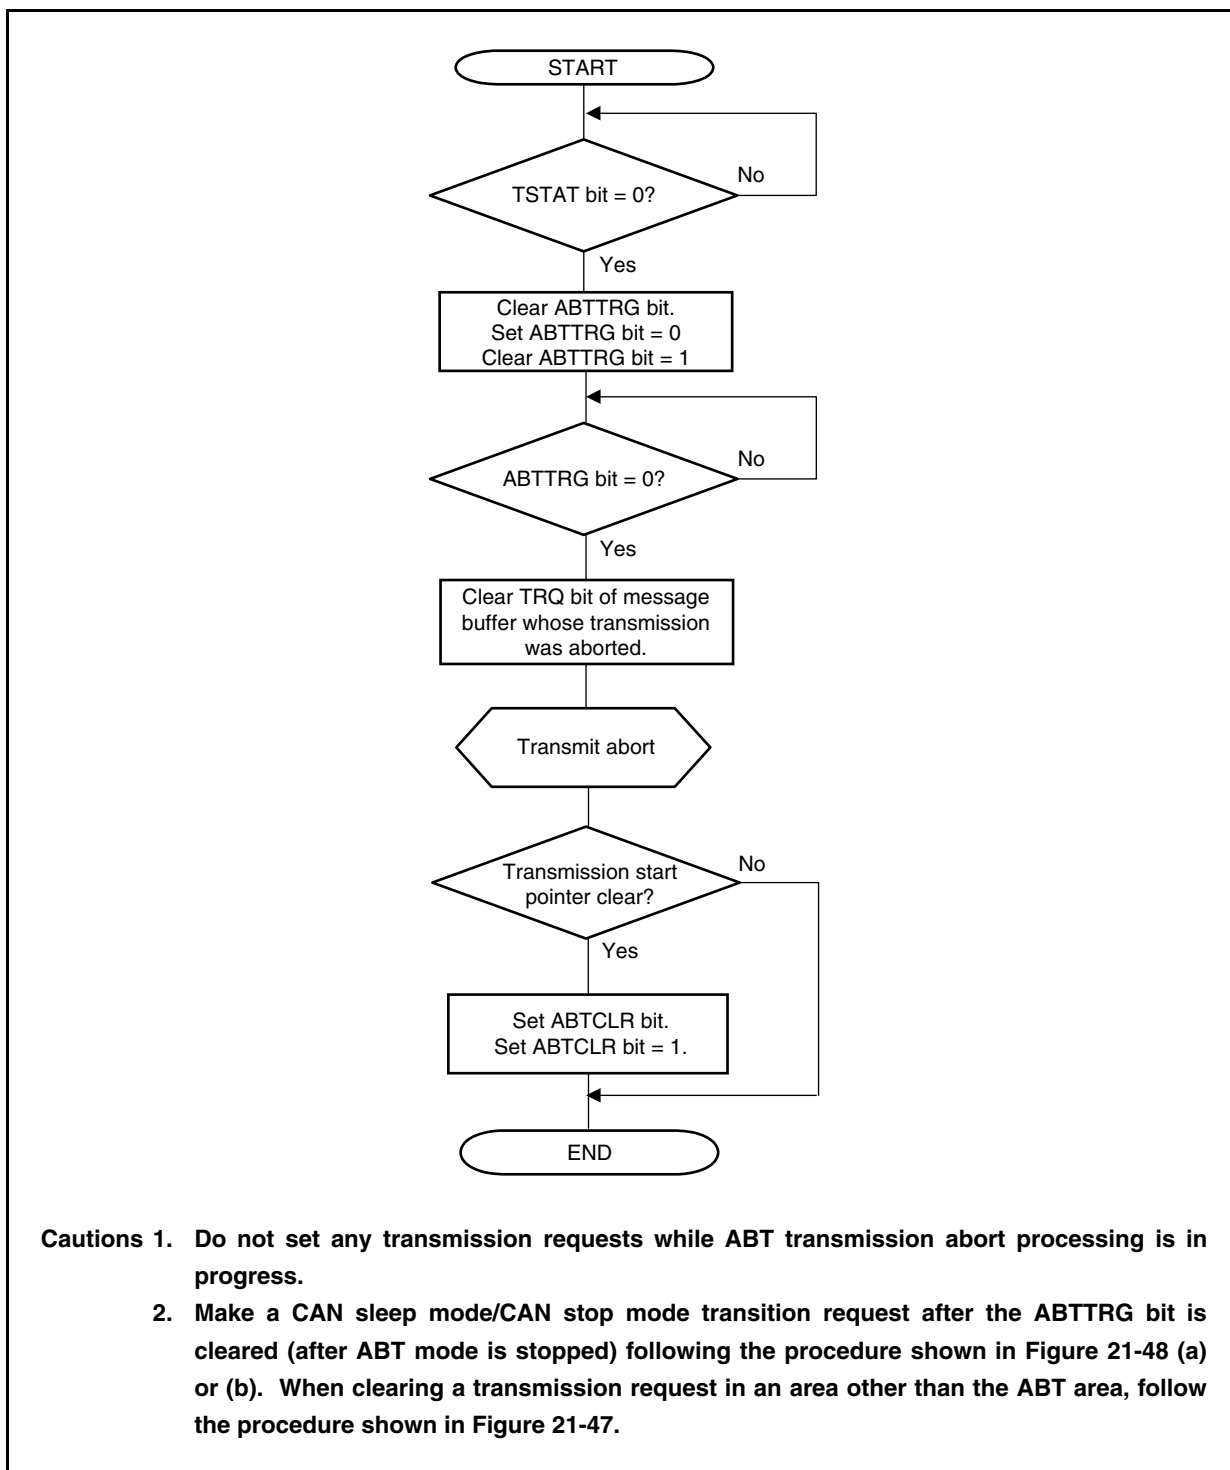 START
No
TSTAT bit = 0?
Yes
Clear ABTTRG bit.
Set ABTTRG bit = 0
Clear ABTTRG bit = 1
No
ABTTRG bit = 0?
Yes
Clear TRQ bit of message
buffer whose transmission
was aborted.
Transmit abort
No
Transmission start
pointer clear?
Yes
Set ABTCLR bit.
Set ABTCLR bit = 1.
END
Cautions 1. Do not set any transmission requests while ABT transmission abort processing is in
progress.
2. Make a CAN sleep mode/CAN stop mode transition request after the ABTTRG bit is
cleared (after ABT mode is stopped) following the procedure shown in Figure 21-48 (a)
or (b). When clearing a transmission request in an area other than the ABT area, follow
the procedure shown in Figure 21-47.